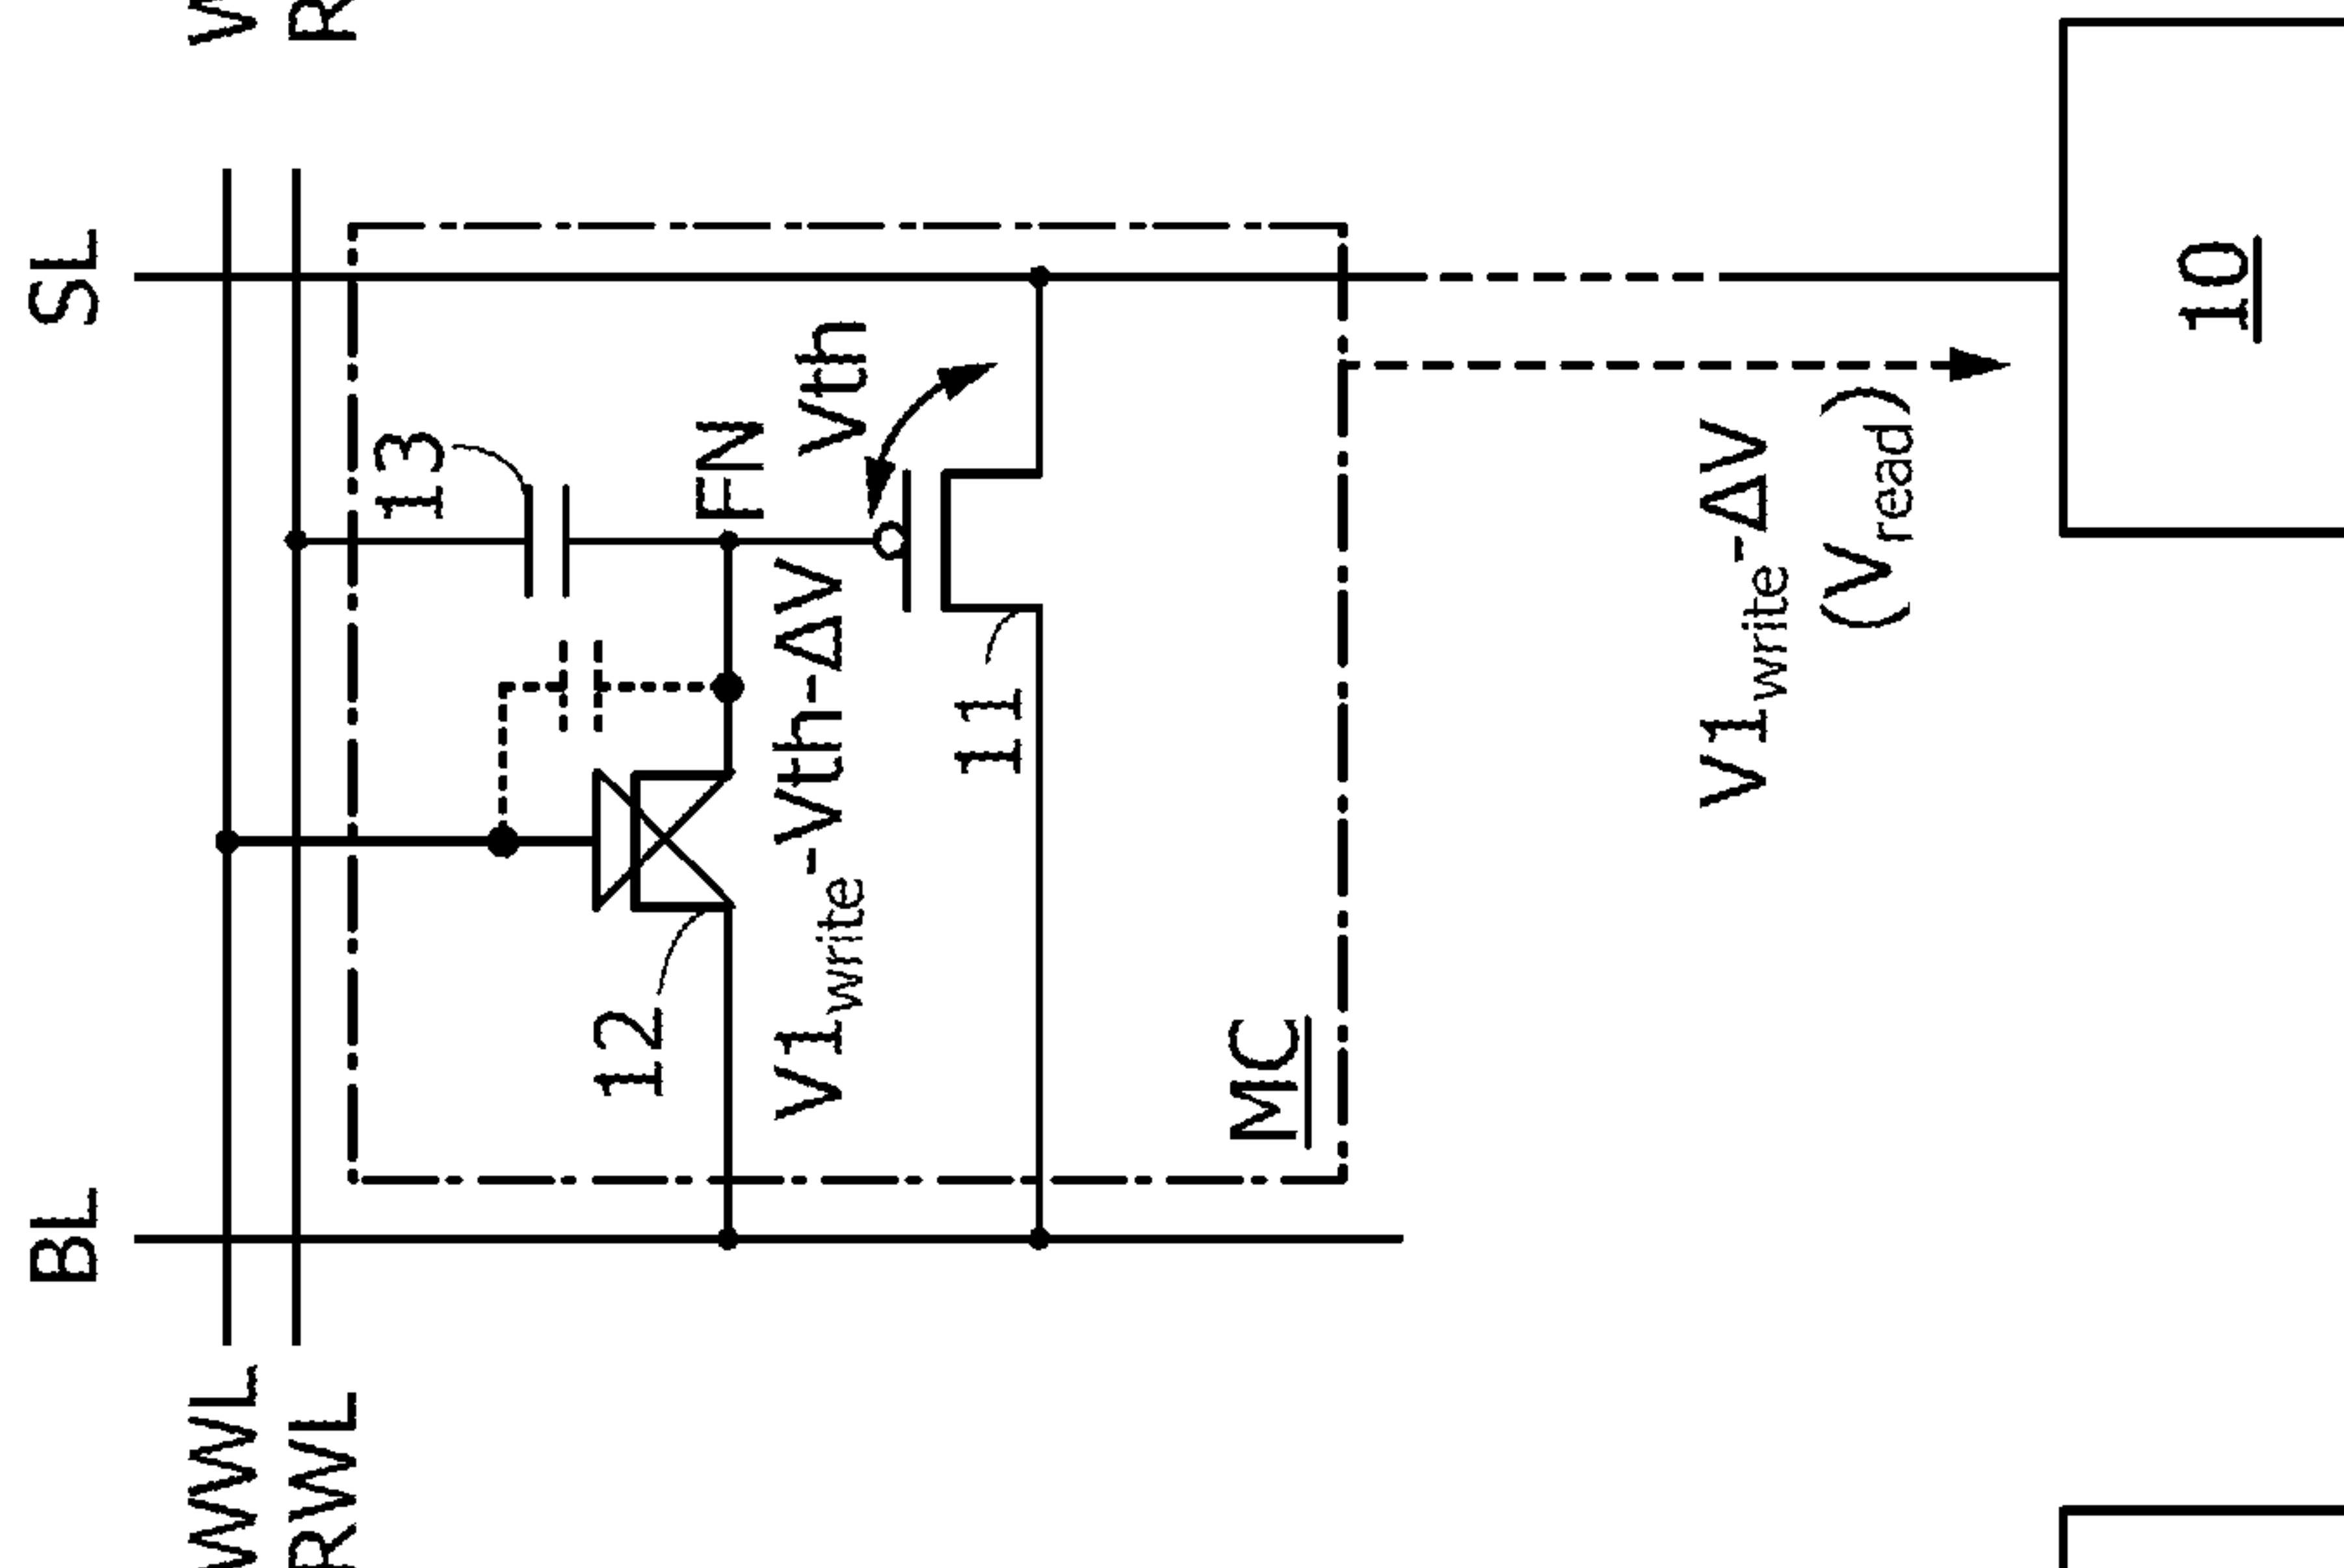 BL
SL
WWL
RWL
13
12
FN
Vth
V1write-Vth-ΔV
11
MC
V1write-ΔV
(Vread)
10